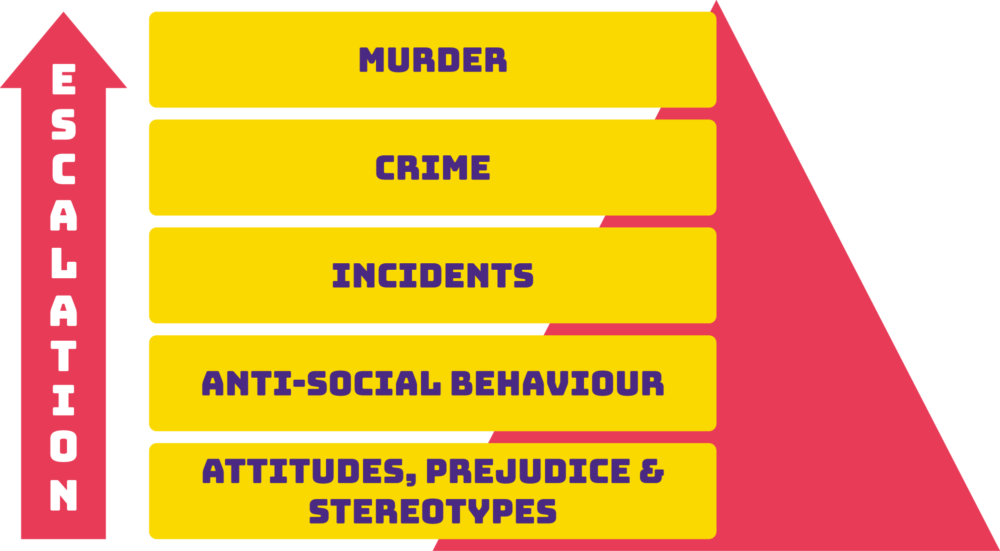 ESCALATION
MURDER
CRIME
INCIDENTS
ANTI-SOCIAL BEHAVIOUR
ATTITUDES, PREJUDICE &
STEREOTYPES